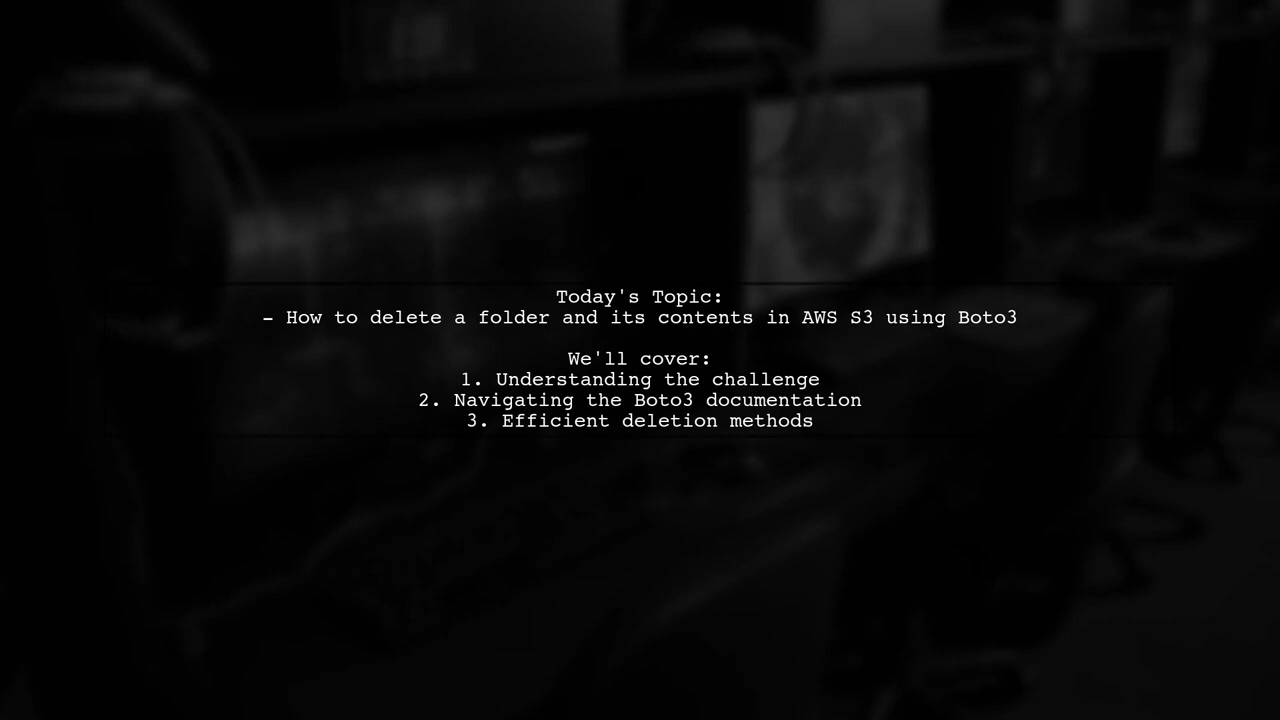 Today's Topic:
- How to delete a folder and its contents in AWS S3 using Boto3
We'll cover:
1. Understanding the challenge
2. Navigating the Boto3 documentation
3. Efficient deletion methods